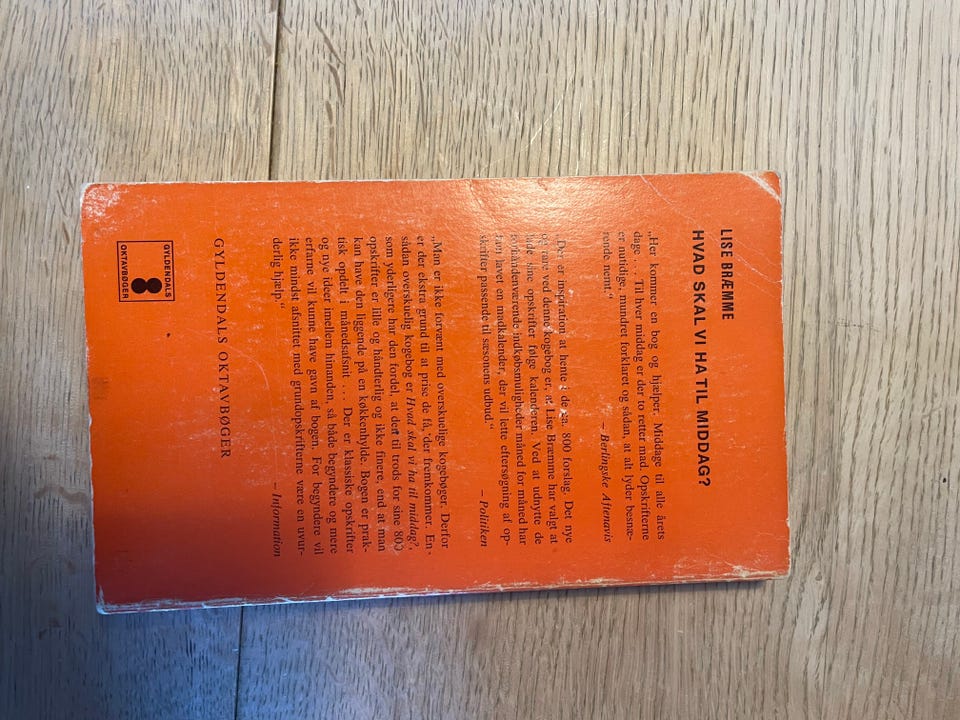 LISE BRÆMME
HVAD SKAL VI HA TIL MIDDAG?
„Her kommer en bog og hjælper. Middage til alle årets
dage . . . Til hver middag er der to retter mad. Opskrifterne
er nutidige, mundret forklaret og sådan, at alt lyder besnæ-
rende nemt.“
– Berlingske Aftenavis
„Der er inspiration at hente i de ca. 800 forslag. Det nye
og rare ved denne kogebog er, at Lise Bræmme har valgt at
lade sine opskrifter følge kalenderen. Ved at udnytte de
forhåndenværende indkøbsmuligheder måned for måned har
hun lavet en madkalender, der vil lette eftersøgning af op-
skrifter passende til sæsonens udbud.“
– Politiken
„Man er ikke forvænt med overskuelige kogebøger. Derfor
er der ekstra grund til at prise de få, der fremkommer. En
sådan overskuelig kogebog er Hvad skal vi ha til middag?,
som yderligere har den fordel, at den til trods for sine 800
opskrifter er lille og håndterlig og ikke finere, end at man
kan have den liggende på en køkkenhylde. Bogen er prak-
tisk opdelt i månedsafsnit . . . Der er klassiske opskrifter
og nye ideer imellem hinanden, så både begyndere og mere
erfarne vil kunne have gavn af bogen. For begyndere vil
ikke mindst afsnittet med grundopskrifterne være en uvur-
derlig hjælp.“
– Information
GYLDENDALS OKTAVBØGER
GYLDENDALS
OKTAVBØGER